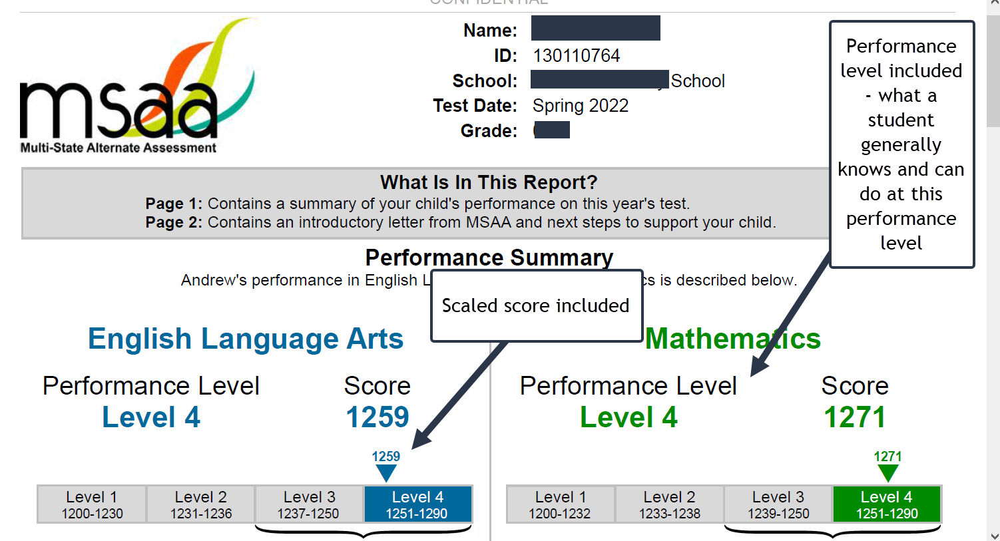 CONFIDENTIAL
msaa
Multi-State Alternate Assessment
Name:
ID: 130110764
School: School
Test Date: Spring 2022
Grade:
Performance
level included
- what a
student
generally
knows and can
do at this
performance
level
What Is In This Report?
Page 1: Contains a summary of your child's performance on this year's test.
Page 2: Contains an introductory letter from MSAA and next steps to support your child.
Performance Summary
Andrew's performance in English L cs is described below.
Scaled score included
English Language Arts
Performance Level Score
Level 4 1259
1259
Level 1 Level 2 Level 3 Level 4
1200-1230 1231-1236 1237-1250 1251-1290
Mathematics
Performance Level Score
Level 4 1271
1271
Level 1 Level 2 Level 3 Level 4
1200-1232 1233-1238 1239-1250 1251-1290